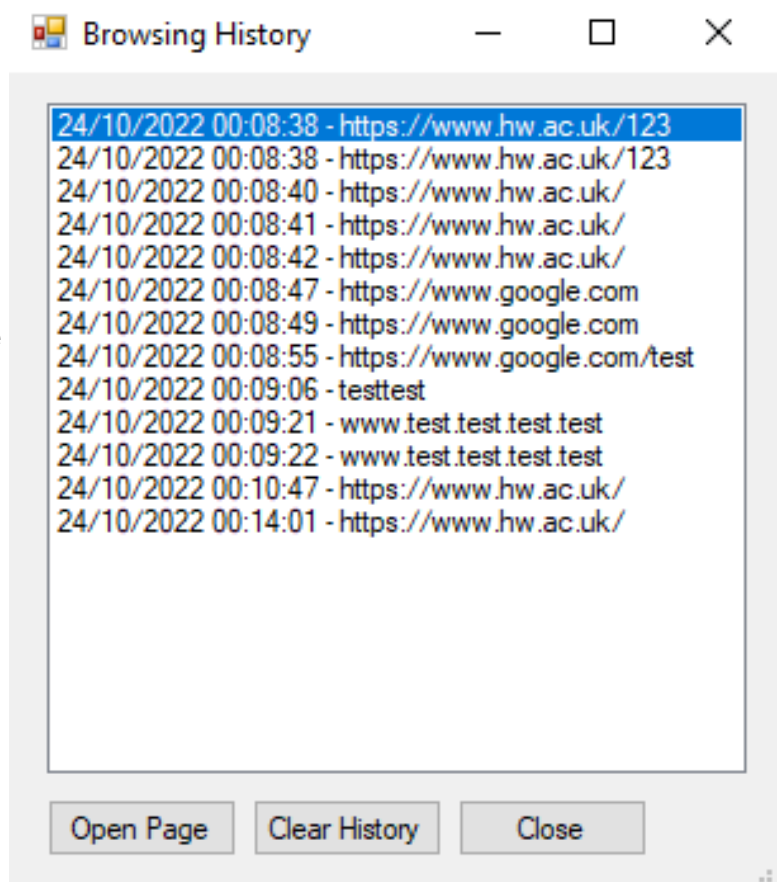 Browsing History
24/10/2022 00:08:38 - https://www.hw.ac.uk/123
24/10/2022 00:08:38 - https://www.hw.ac.uk/123
24/10/2022 00:08:40 - https://www.hw.ac.uk/
24/10/2022 00:08:41 - https://www.hw.ac.uk/
24/10/2022 00:08:42 - https://www.hw.ac.uk/
24/10/2022 00:08:47 - https://www.google.com
24/10/2022 00:08:49 - https://www.google.com
24/10/2022 00:08:55 - https://www.google.com/test
24/10/2022 00:09:06 - testtest
24/10/2022 00:09:21 - www.test.test.test.test
24/10/2022 00:09:22 - www.test.test.test.test
24/10/2022 00:10:47 - https://www.hw.ac.uk/
24/10/2022 00:14:01 - https://www.hw.ac.uk/
Open Page Clear History Close